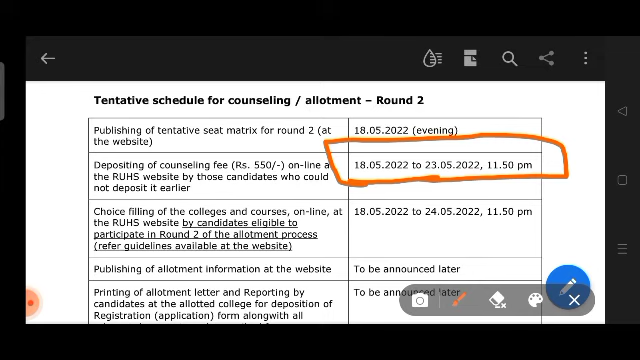 Tentative schedule for counseling / allotment – Round 2
Publishing of tentative seat matrix for round 2 (at
the website)
18.05.2022 (evening)
Depositing of counseling fee (Rs. 550/-) on-line a
the RUHS website by those candidates who could
not deposit it earlier
18.05.2022 to 23.05.2022, 11.50 pm
Choice filling of the colleges and courses, on-line, at
the RUHS website by candidates eligible to
participate in Round 2 of the allotment process
(refer guidelines available at the website)
18.05.2022 to 24.05.2022, 11.50 pm
Publishing of allotment information at the website
To be announced later
Printing of allotment letter and Reporting by
candidates at the allotted college for deposition of
Registration (application) form alongwith all
To be announced later